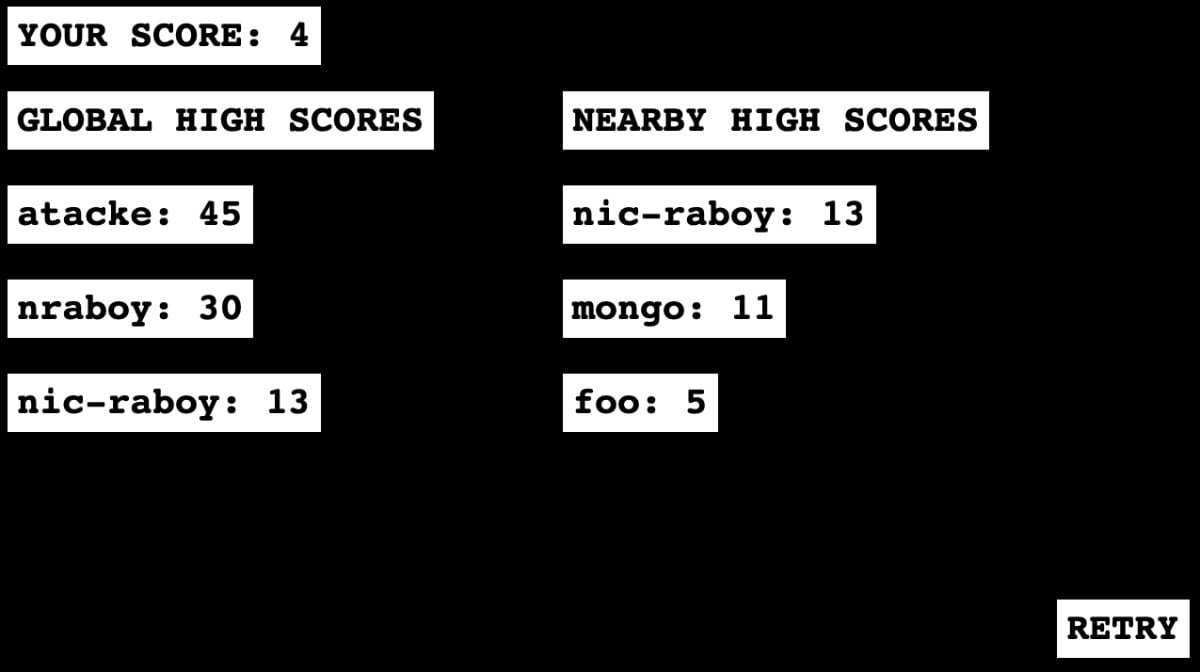 YOUR SCORE: 4
GLOBAL HIGH SCORES
atacke: 45
nraboy: 30
nic-raboy: 13
NEARBY HIGH SCORES
nic-raboy: 13
mongo: 11
foo: 5
RETRY